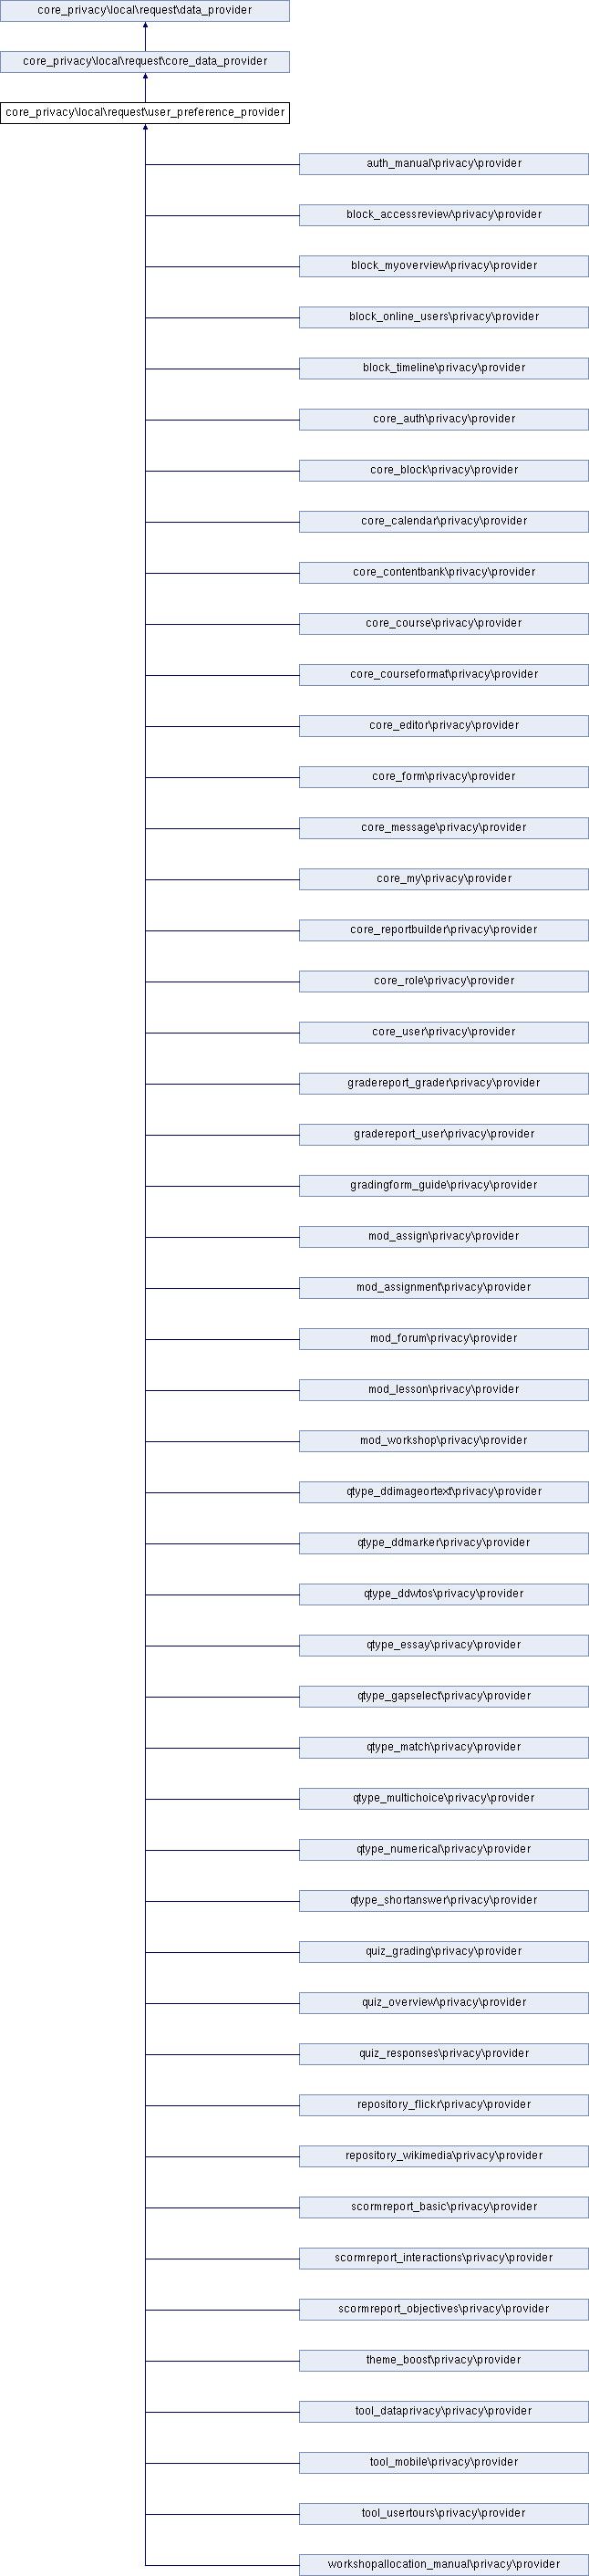 core_privacy\local\request\data_provider
core_privacy\local\request\core_data_provider
core_privacy\local\request\user_preference_provider
auth_manual\privacy\provider
block_accessreview\privacy\provider
block_myoverview\privacy\provider
block_online_users\privacy\provider
block_timeline\privacy\provider
core_auth\privacy\provider
core_block\privacy\provider
core_calendar\privacy\provider
core_contentbank\privacy\provider
core_course\privacy\provider
core_courseformat\privacy\provider
core_editor\privacy\provider
core_form\privacy\provider
core_message\privacy\provider
core_my\privacy\provider
core_reportbuilder\privacy\provider
core_role\privacy\provider
core_user\privacy\provider
gradereport_grader\privacy\provider
gradereport_user\privacy\provider
gradingform_guide\privacy\provider
mod_assign\privacy\provider
mod_assignment\privacy\provider
mod_forum\privacy\provider
mod_lesson\privacy\provider
mod_workshop\privacy\provider
qtype_ddimageortext\privacy\provider
qtype_ddmarker\privacy\provider
qtype_ddwtos\privacy\provider
qtype_essay\privacy\provider
qtype_gapselect\privacy\provider
qtype_match\privacy\provider
qtype_multichoice\privacy\provider
qtype_numerical\privacy\provider
qtype_shortanswer\privacy\provider
quiz_grading\privacy\provider
quiz_overview\privacy\provider
quiz_responses\privacy\provider
repository_flickr\privacy\provider
repository_wikimedia\privacy\provider
scormreport_basic\privacy\provider
scormreport_interactions\privacy\provider
scormreport_objectives\privacy\provider
theme_boost\privacy\provider
tool_dataprivacy\privacy\provider
tool_mobile\privacy\provider
tool_usertours\privacy\provider
workshopallocation_manual\privacy\provider